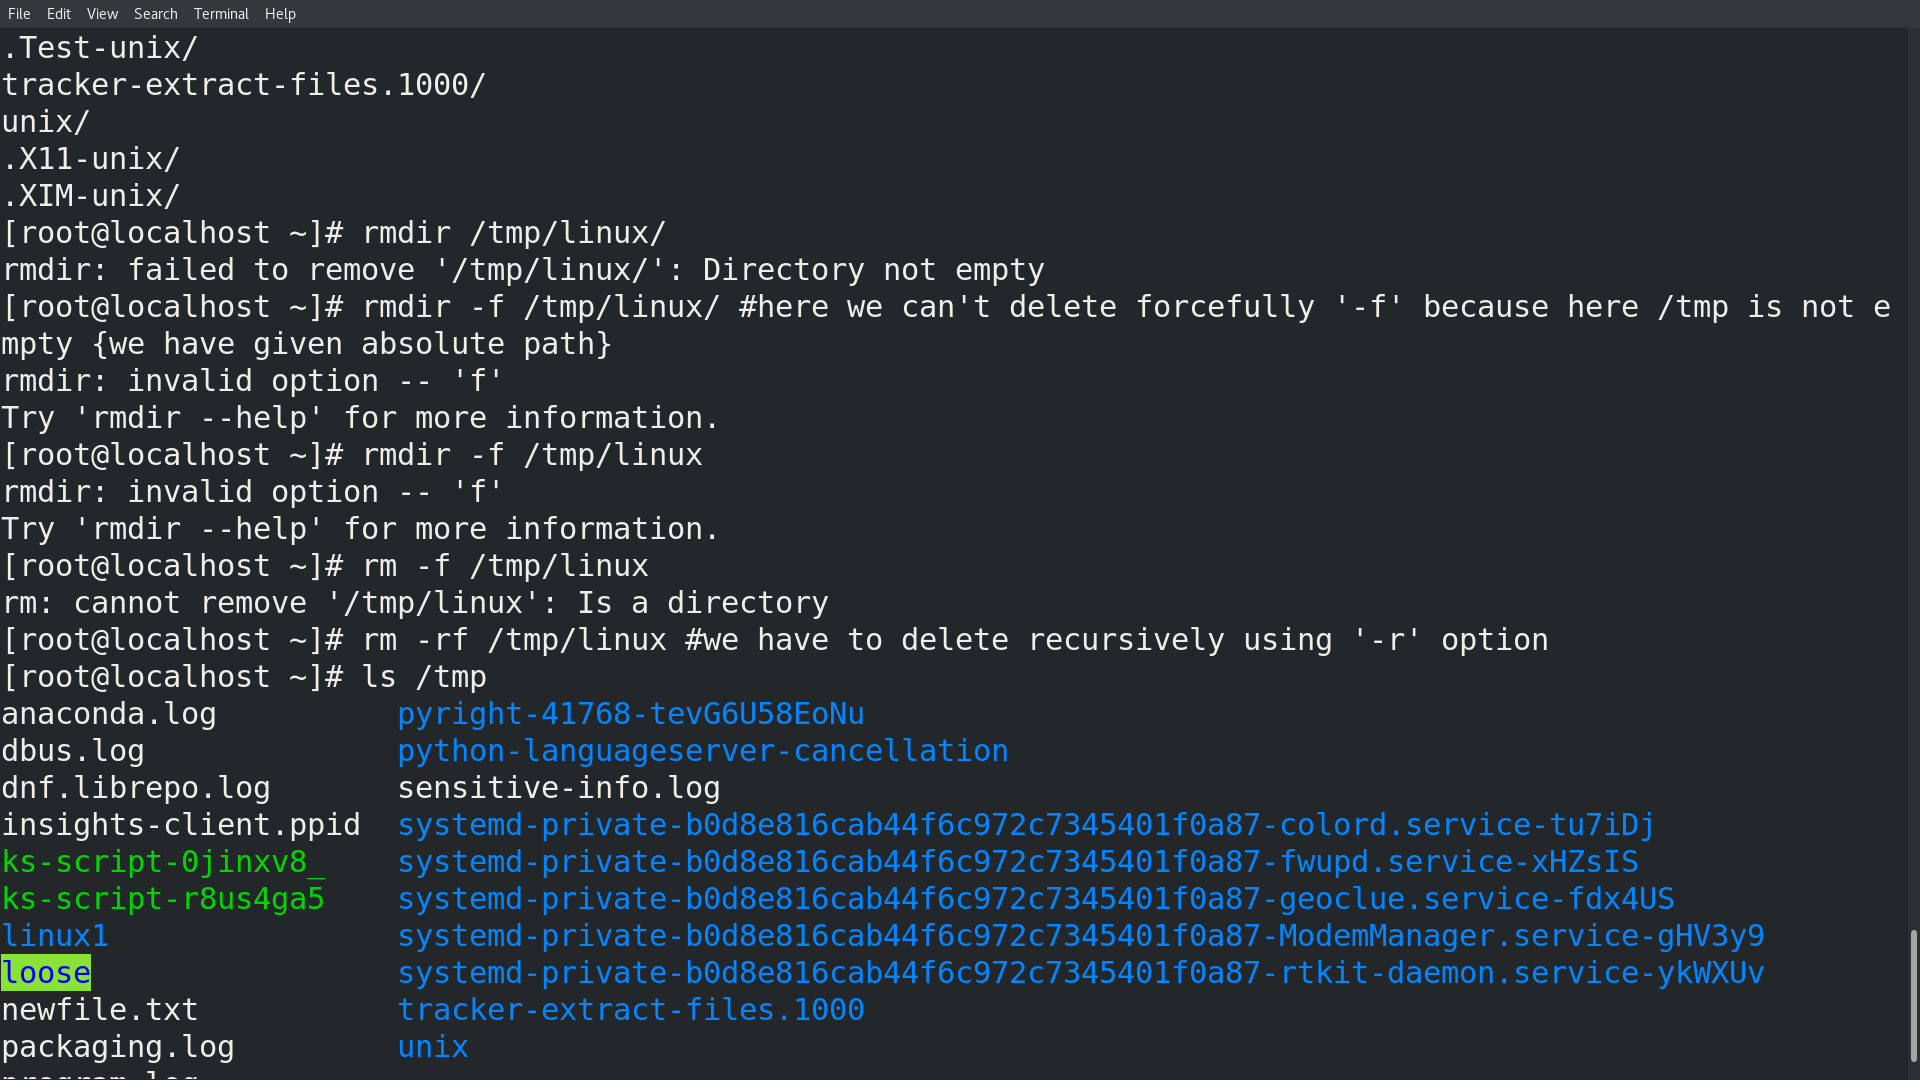 File Edit View Search Terminal Help
.Test-unix/
tracker-extract-files.1000/
unix/
.X11-unix/
.XIM-unix/
[root@localhost ~]# rmdir /tmp/linux/
rmdir: failed to remove '/tmp/linux/': Directory not empty
[root@localhost ~]# rmdir -f /tmp/linux/ #here we can't delete forcefully '-f' because here /tmp is not e
mpty {we have given absolute path}
rmdir: invalid option -- 'f'
Try 'rmdir --help' for more information.
[root@localhost ~]# rmdir -f /tmp/linux
rmdir: invalid option -- 'f'
Try 'rmdir --help' for more information.
[root@localhost ~]# rm -f /tmp/linux
rm: cannot remove '/tmp/linux': Is a directory
[root@localhost ~]# rm -rf /tmp/linux #we have to delete recursively using '-r' option
[root@localhost ~]# ls /tmp
anaconda.log          pyright-41768-tevG6U58EoNu
dbus.log              python-languageserver-cancellation
dnf.librepo.log       sensitive-info.log
insights-client.ppid  systemd-private-b0d8e816cab44f6c972c7345401f0a87-colord.service-tu7iDj
ks-script-0jinxv8_    systemd-private-b0d8e816cab44f6c972c7345401f0a87-fwupd.service-xHZsIS
ks-script-r8us4ga5    systemd-private-b0d8e816cab44f6c972c7345401f0a87-geoclue.service-fdx4US
linux1                systemd-private-b0d8e816cab44f6c972c7345401f0a87-ModemManager.service-gHV3y9
loose                 systemd-private-b0d8e816cab44f6c972c7345401f0a87-rtkit-daemon.service-ykWXUv
newfile.txt           tracker-extract-files.1000
packaging.log         unix
program.log